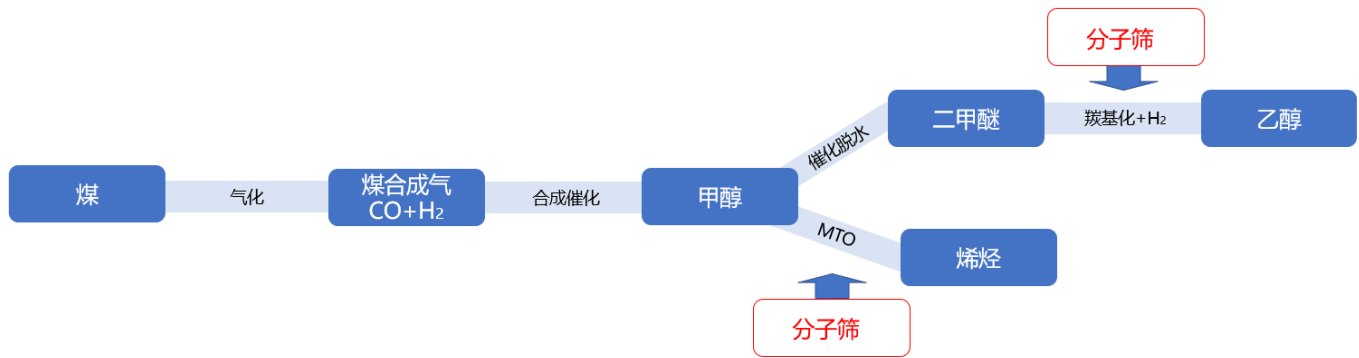 煤
气化
煤合成气
CO+H₂
合成催化
甲醇
催化脱水
二甲醚
分子筛
羰基化+H₂
乙醇
MTO
烯烃
分子筛